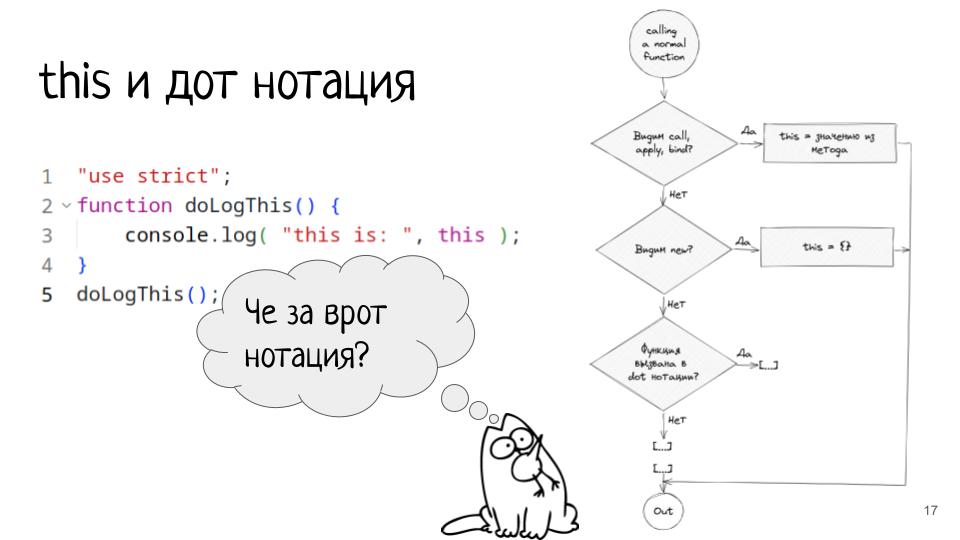 this и дот нотация
1 "use strict";
2 function doLogThis() {
3 console.log( "this is: ", this );
4 }
5 doLogThis();
Че за врот
нотация?
calling
a normal
function
Видим call,
apply, bind?
Да
this = значению из
метода
Нет
Видим new?
Да
this = {}
Нет
Функция
вызвана в
dot нотации?
Да
[...]
Нет
[...]
[...]
Out
17